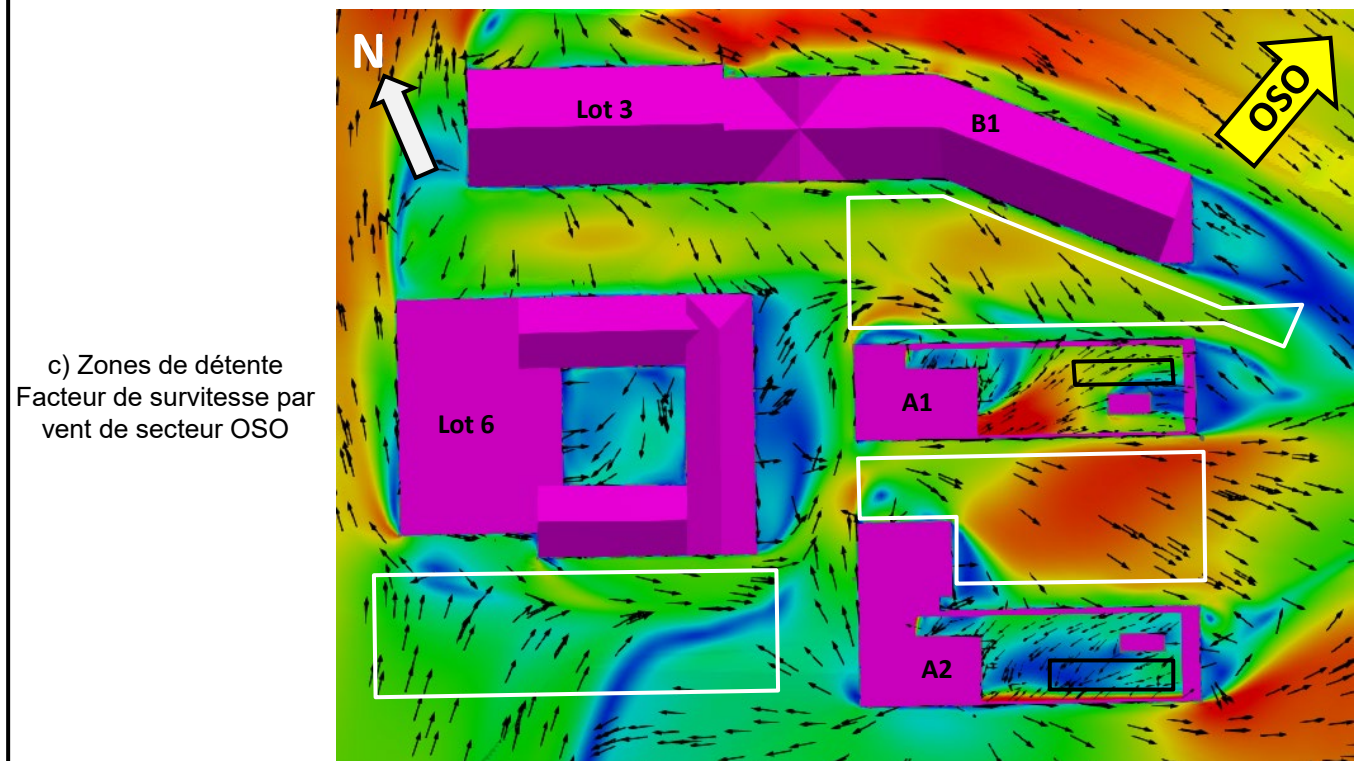 c) Zones de détente
Facteur de survitesse par
vent de secteur OSO
N
OSO
Lot 3
B1
Lot 6
A1
A2